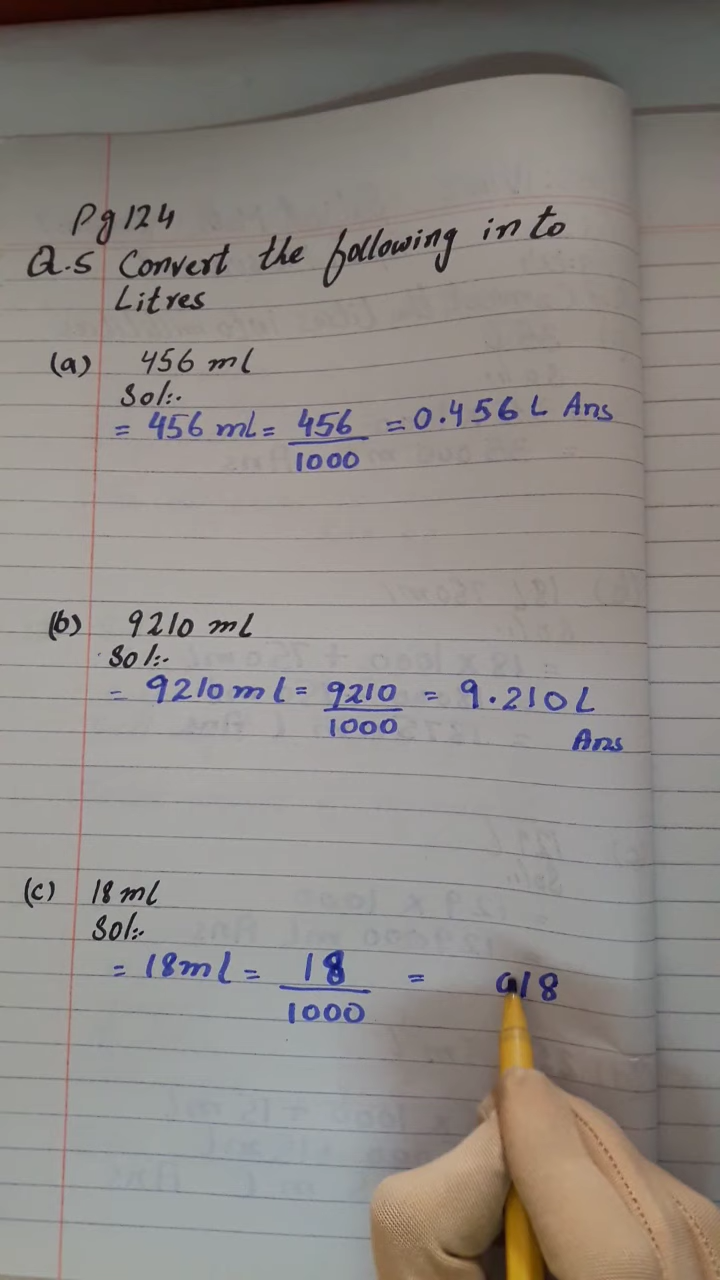 Pg 124
Q.5 Convert the following into
Litres
(a) 456 ml
Sol:-
= 456 ml = 456/1000 = 0.456 L Ans
(b) 9210 ml
Sol:-
= 9210 ml = 9210/1000 = 9.210 L
Ans
(c) 18 ml
Sol:-
= 18 ml = 18/1000 = 018